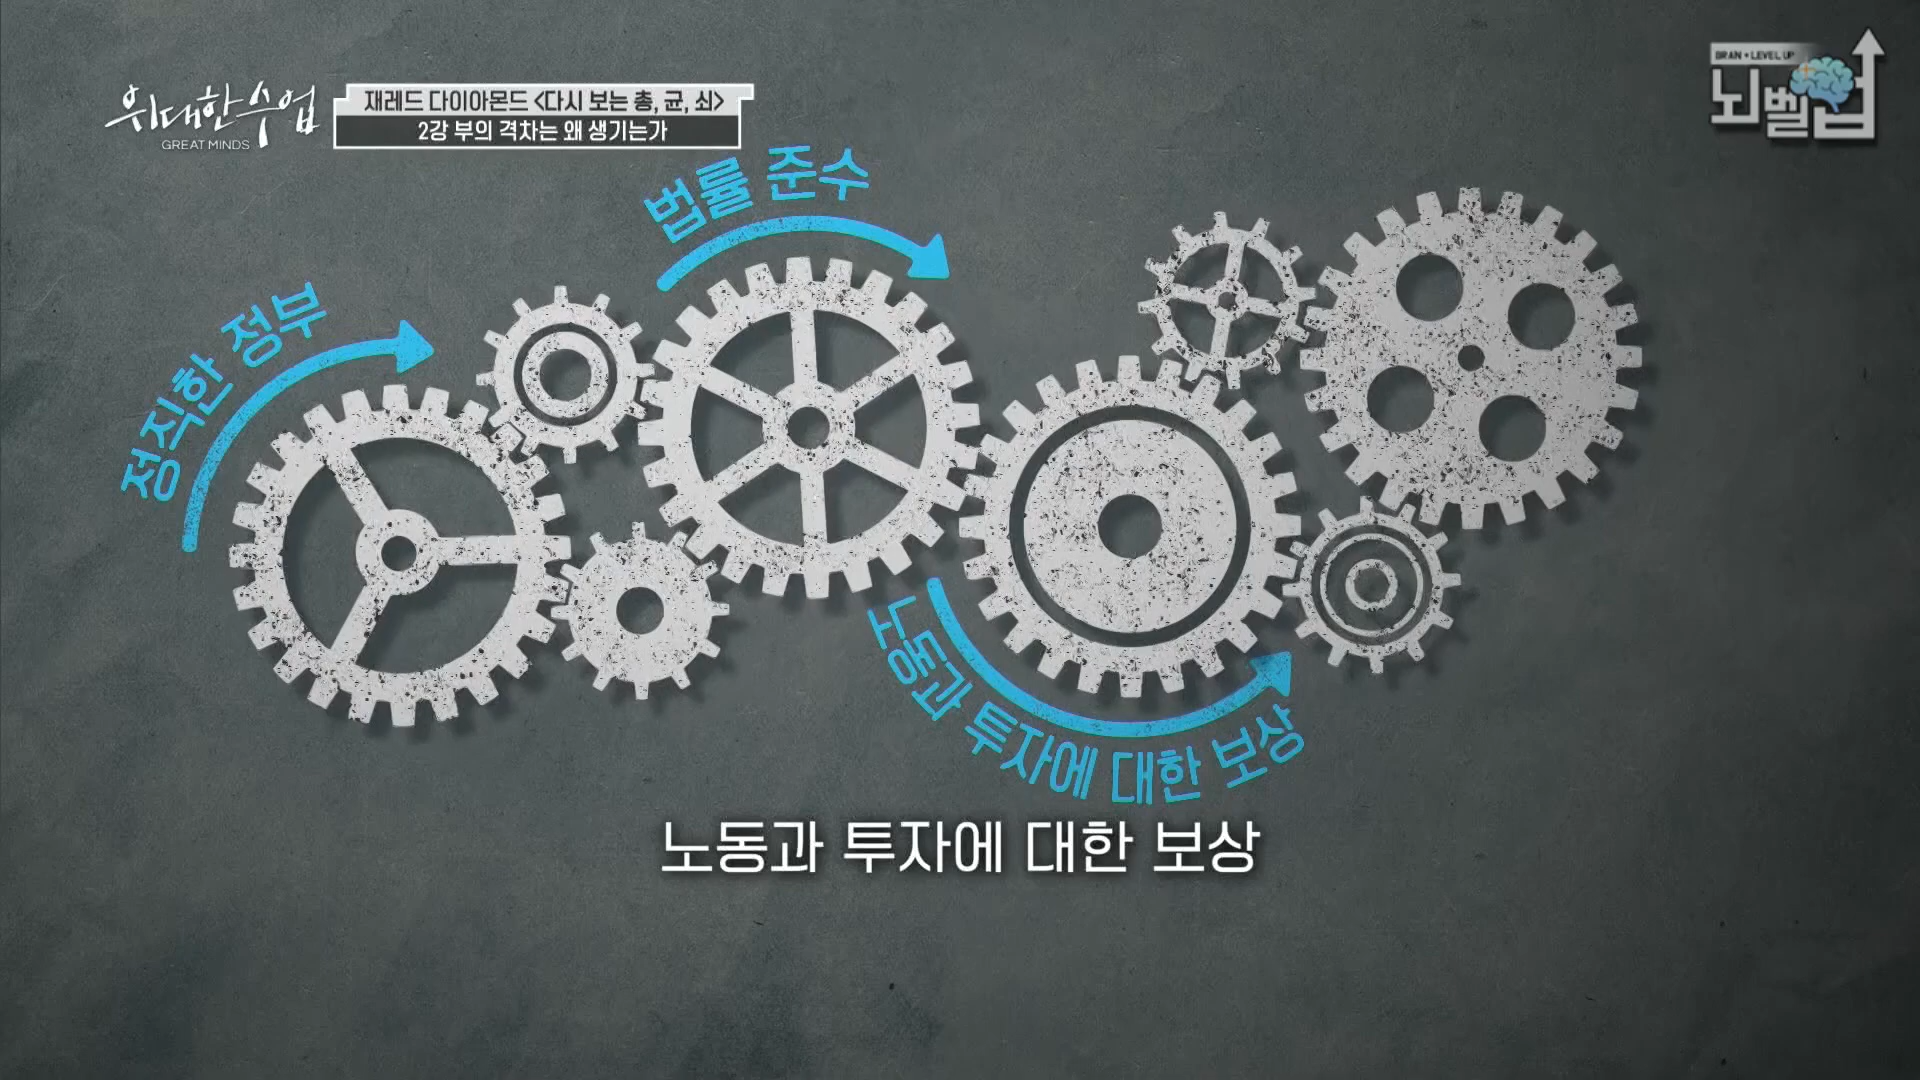 위대한 수업
GREAT MINDS
재레드 다이아몬드 <다시 보는 총, 균, 쇠>
2강 부의 격차는 왜 생기는가
BRAIN + LEVEL UP
뇌벨업
정직한 정부
법률 준수
노동과 투자에 대한 보상
노동과 투자에 대한 보상